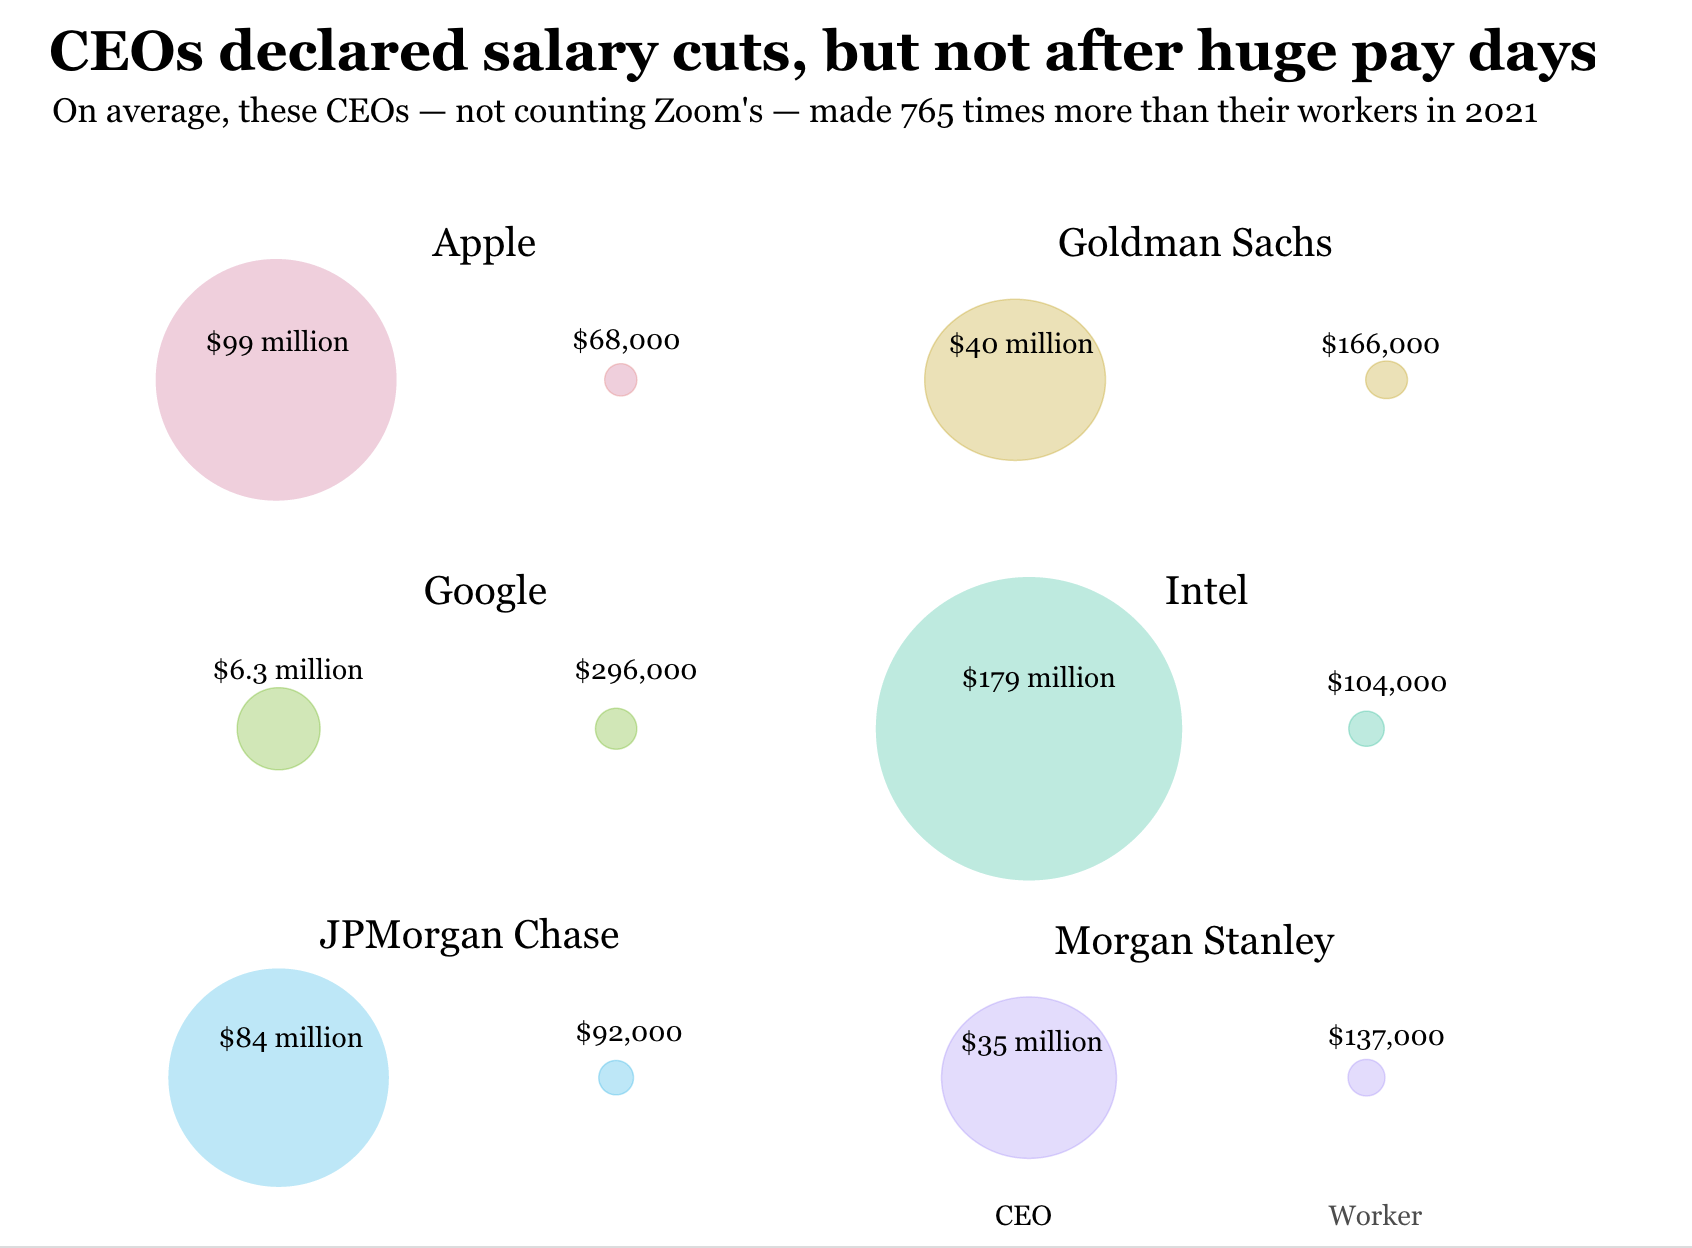 CEOs declared salary cuts, but not after huge pay days
On average, these CEOs — not counting Zoom's — made 765 times more than their workers in 2021
Apple
$99 million
$68,000
Goldman Sachs
$40 million
$166,000
Google
$6.3 million
$296,000
Intel
$179 million
$104,000
JPMorgan Chase
$84 million
$92,000
Morgan Stanley
$35 million
$137,000
CEO
Worker